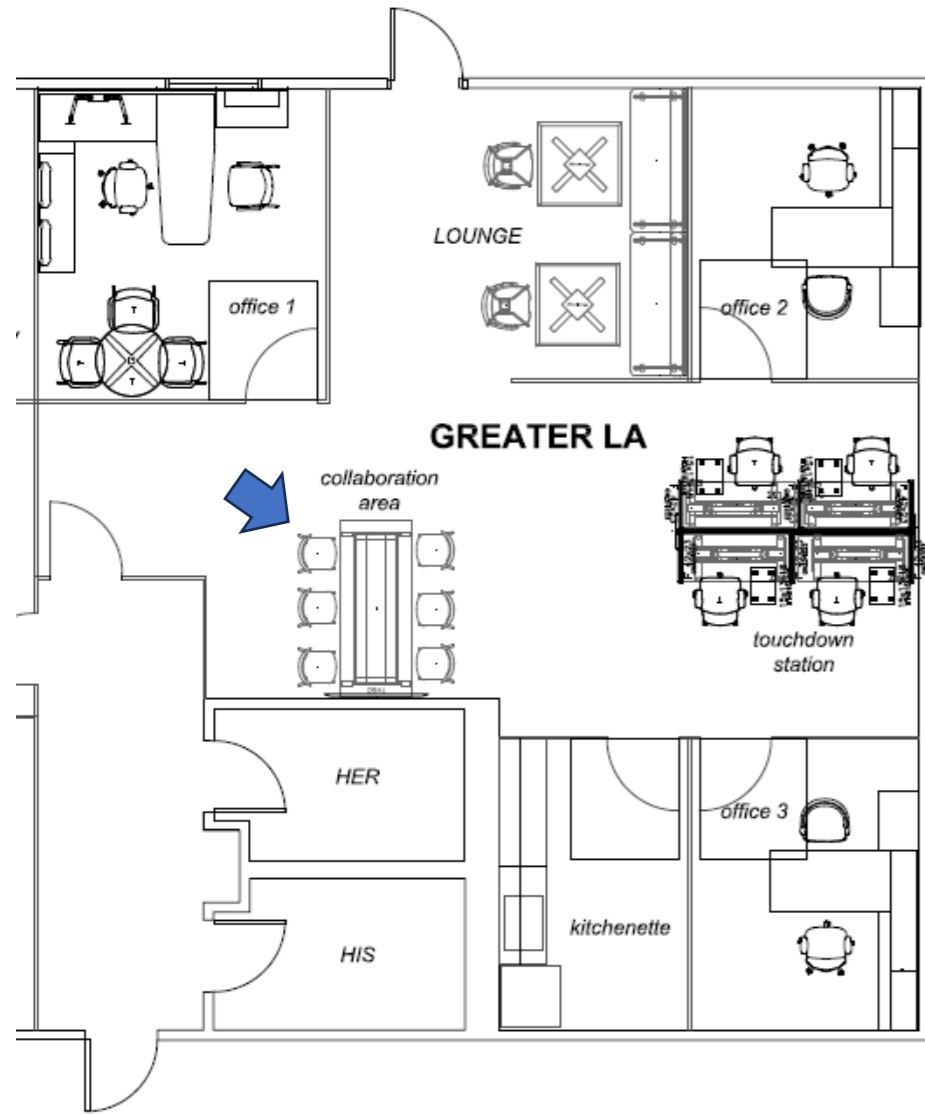 LOUNGE
office 1
office 2
GREATER LA
collaboration
area
touchdown
station
HER
office 3
kitchenette
HIS